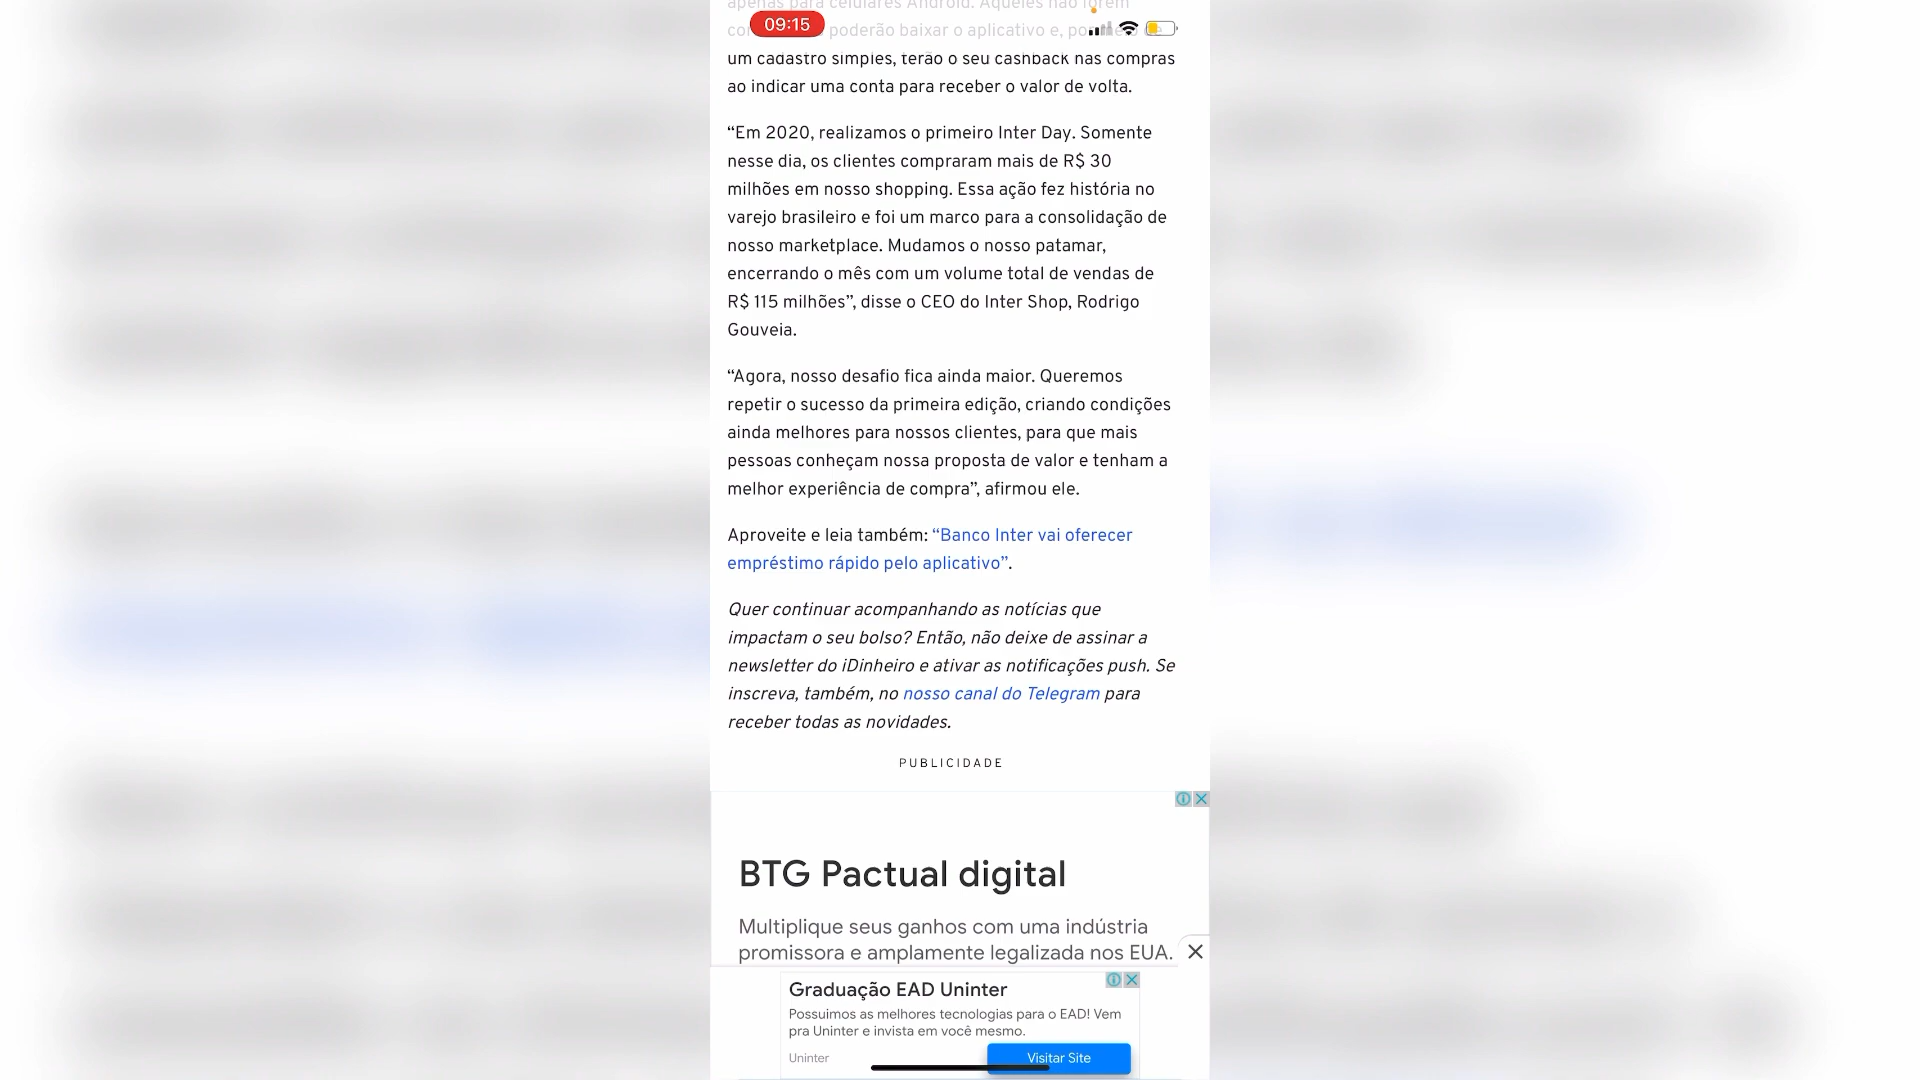 apenas para celulares Android. Aqueles não forem
09:15
poderão baixar o aplicativo e,
um cadastro simples, terão o seu cashback nas compras
ao indicar uma conta para receber o valor de volta.
“Em 2020, realizamos o primeiro Inter Day. Somente
nesse dia, os clientes compraram mais de R$ 30
milhões em nosso shopping. Essa ação fez história no
varejo brasileiro e foi um marco para a consolidação de
nosso marketplace. Mudamos o nosso patamar,
encerrando o mês com um volume total de vendas de
R$ 115 milhões”, disse o CEO do Inter Shop, Rodrigo
Gouveia.
“Agora, nosso desafio fica ainda maior. Queremos
repetir o sucesso da primeira edição, criando condições
ainda melhores para nossos clientes, para que mais
pessoas conheçam nossa proposta de valor e tenham a
melhor experiência de compra”, afirmou ele.
Aproveite e leia também: “Banco Inter vai oferecer
empréstimo rápido pelo aplicativo”.
Quer continuar acompanhando as notícias que
impactam o seu bolso? Então, não deixe de assinar a
newsletter do iDinheiro e ativar as notificações push. Se
inscreva, também, no nosso canal do Telegram para
receber todas as novidades.
PUBLICIDADE
BTG Pactual digital
Multiplique seus ganhos com uma indústria
promissora e amplamente legalizada nos EUA.
Graduação EAD Uninter
Possuimos as melhores tecnologias para o EAD! Vem
pra Uninter e invista em você mesmo.
Uninter
Visitar Site